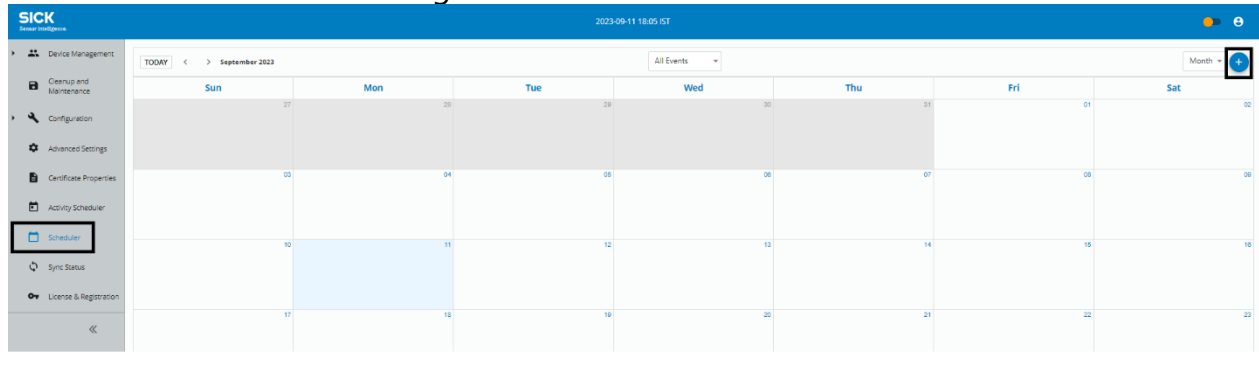 SICK
Sensor Intelligence.
2023-09-11 18:05 IST
Device Management
Cleanup and
Maintenance
Configuration
Advanced Settings
Certificate Properties
Activity Scheduler
Scheduler
Sync Status
License & Registration
TODAY < > September 2023
All Events
Month
+
Sun Mon Tue Wed Thu Fri Sat
27 28 29 30 31 01 02
03 04 05 06 07 08 09
10 11 12 13 14 15 16
17 18 19 20 21 22 23